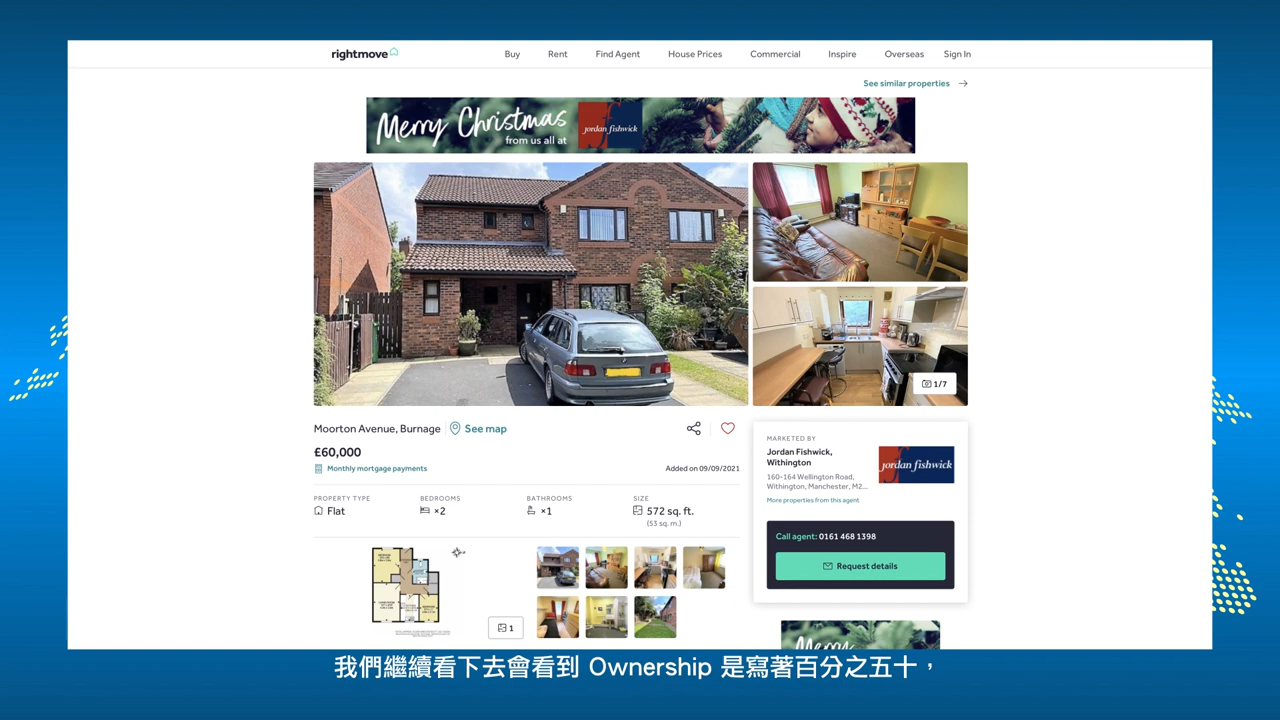 rightmove
Buy Rent Find Agent House Prices Commercial Inspire Overseas Sign In
See similar properties
Merry Christmas
from us all at
jordan fishwick
1/7
Moorton Avenue, Burnage See map
£60,000
Monthly mortgage payments
Added on 09/09/2021
PROPERTY TYPE BEDROOMS BATHROOMS SIZE
Flat ×2 ×1 572 sq. ft.
(53 sq. m.)
1
MARKETED BY
Jordan Fishwick,
Withington
jordan fishwick
160-164 Wellington Road,
Withington, Manchester, M2...
More properties from this agent
Call agent: 0161 468 1398
Request details
Merry
我們繼續看下去會看到 Ownership 是寫著百分之五十，